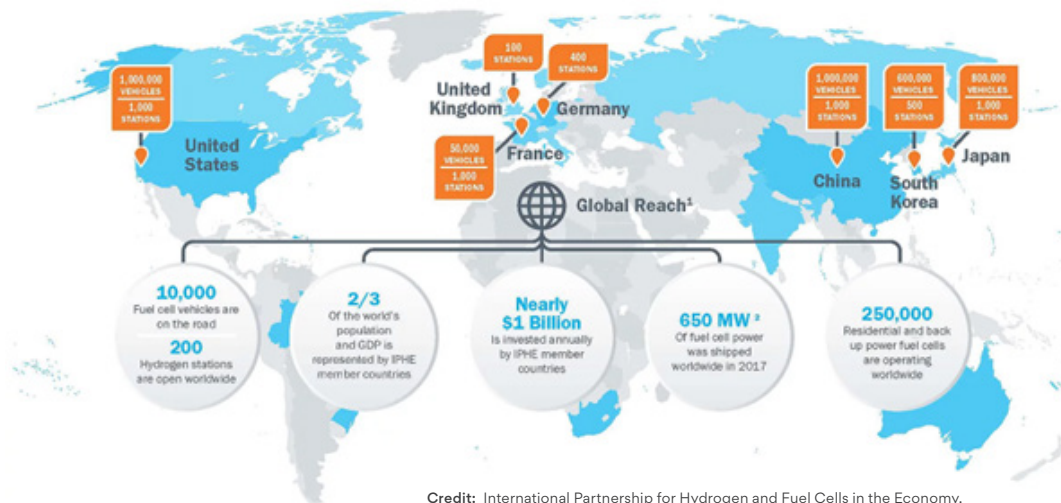 1,000,000
VEHICLES
1,000
STATIONS
United
States
100
STATIONS
400
STATIONS
United
Kingdom
Germany
50,000
VEHICLES
1,000
STATIONS
France
1,000,000
VEHICLES
1,000
STATIONS
600,000
VEHICLES
500
STATIONS
800,000
VEHICLES
1,000
STATIONS
China
South
Korea
Japan
Global Reach¹
10,000
Fuel cell vehicles are
on the road
200
Hydrogen stations
are open worldwide
2/3
Of the world's
population
and GDP is
represented by IPHE
member countries
Nearly
$1 Billion
Is invested annually
by IPHE member
countries
650 MW ²
Of fuel cell power
was shipped
worldwide in 2017
250,000
Residential and back
up power fuel cells
are operating
worldwide
Credit: International Partnership for Hydrogen and Fuel Cells in the Economy.